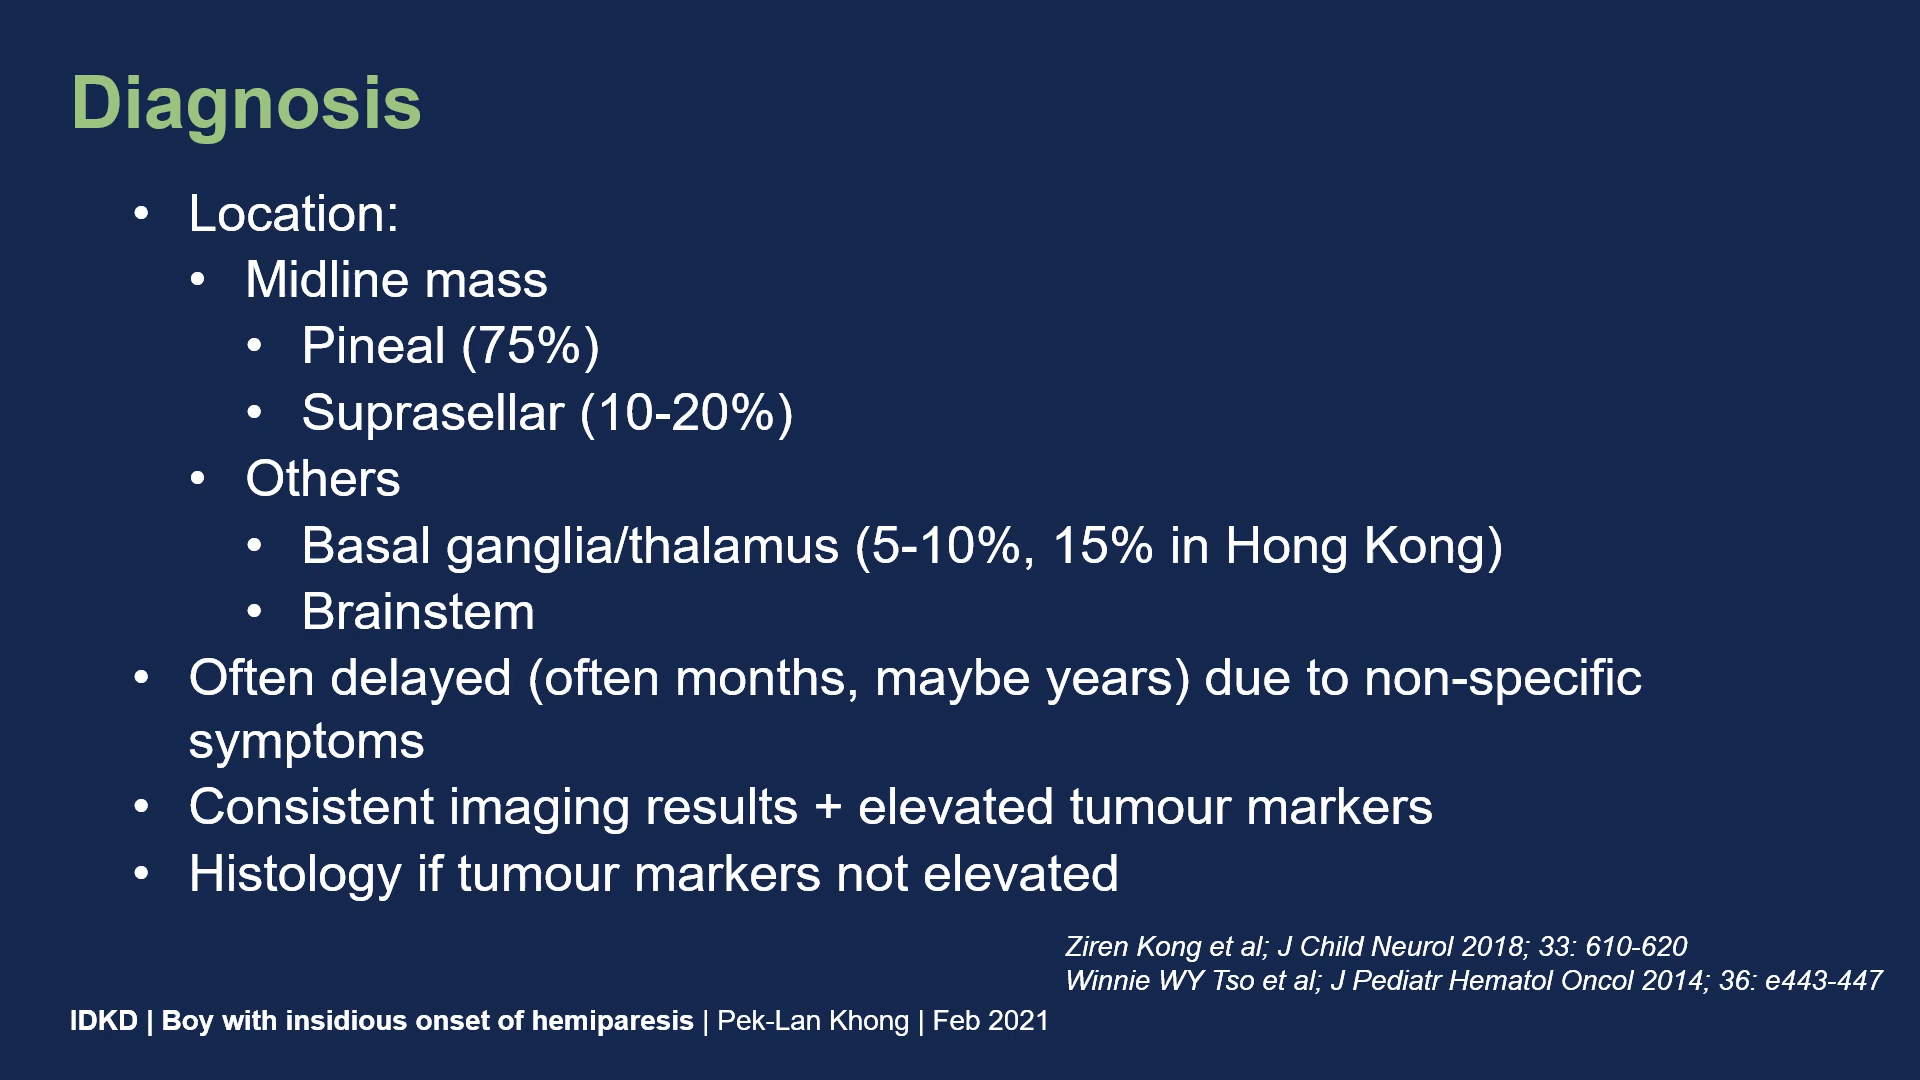 Diagnosis
• Location:
• Midline mass
• Pineal (75%)
• Suprasellar (10-20%)
• Others
• Basal ganglia/thalamus (5-10%, 15% in Hong Kong)
• Brainstem
• Often delayed (often months, maybe years) due to non-specific
symptoms
• Consistent imaging results + elevated tumour markers
• Histology if tumour markers not elevated
Ziren Kong et al; J Child Neurol 2018; 33: 610-620
Winnie WY Tso et al; J Pediatr Hematol Oncol 2014; 36: e443-447
IDKD | Boy with insidious onset of hemiparesis | Pek-Lan Khong | Feb 2021